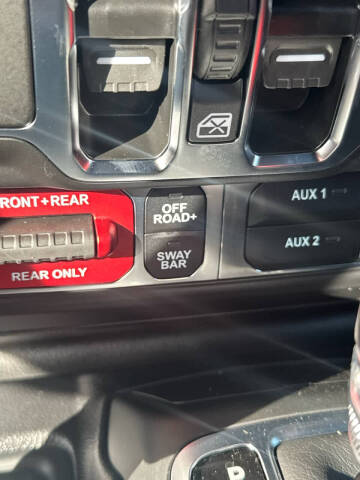 FRONT+REAR
REAR ONLY
OFF
ROAD+
SWAY
BAR
AUX 1
AUX 2